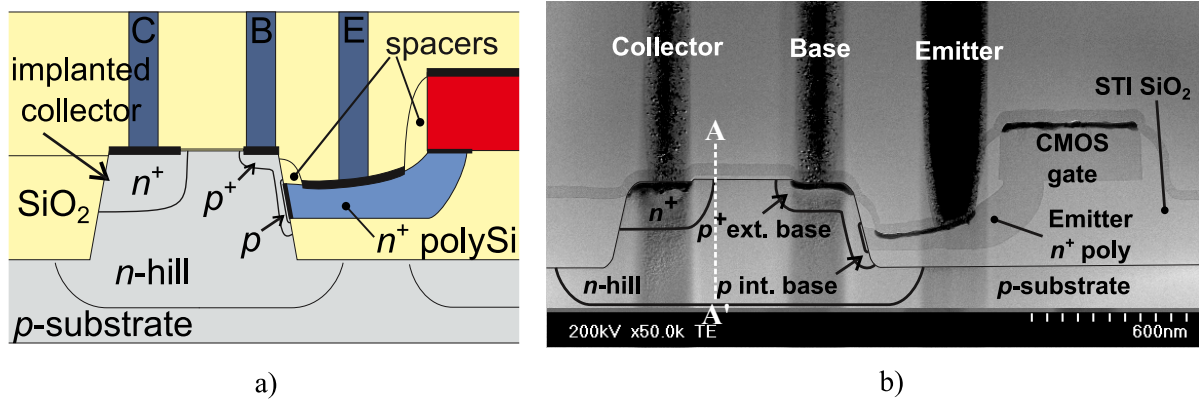 C B E
spacers
implanted
collector
n+
p+
SiO2
p
n+ polySi
n-hill
p-substrate
a)
Collector Base Emitter
A
STI SiO2
CMOS
gate
n+
p+ ext. base
Emitter
n+ poly
n-hill
p int. base
p-substrate
A'
200kV x50.0k TE
600nm
b)